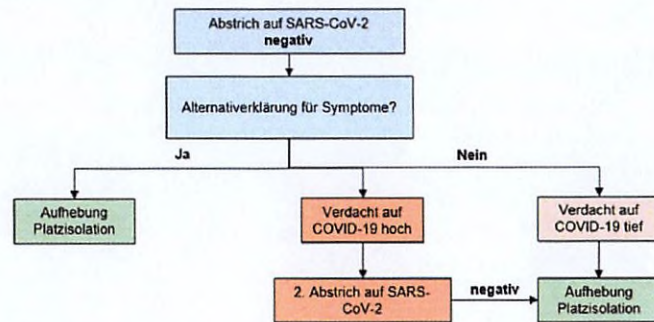 Abstrich auf SARS-CoV-2
negativ
Alternativerklärung für Symptome?
Ja
Nein
Aufhebung
Platzisolation
Verdacht auf
COVID-19 hoch
Verdacht auf
COVID-19 tief
2. Abstrich auf SARS-
CoV-2
negativ
Aufhebung
Platzisolation